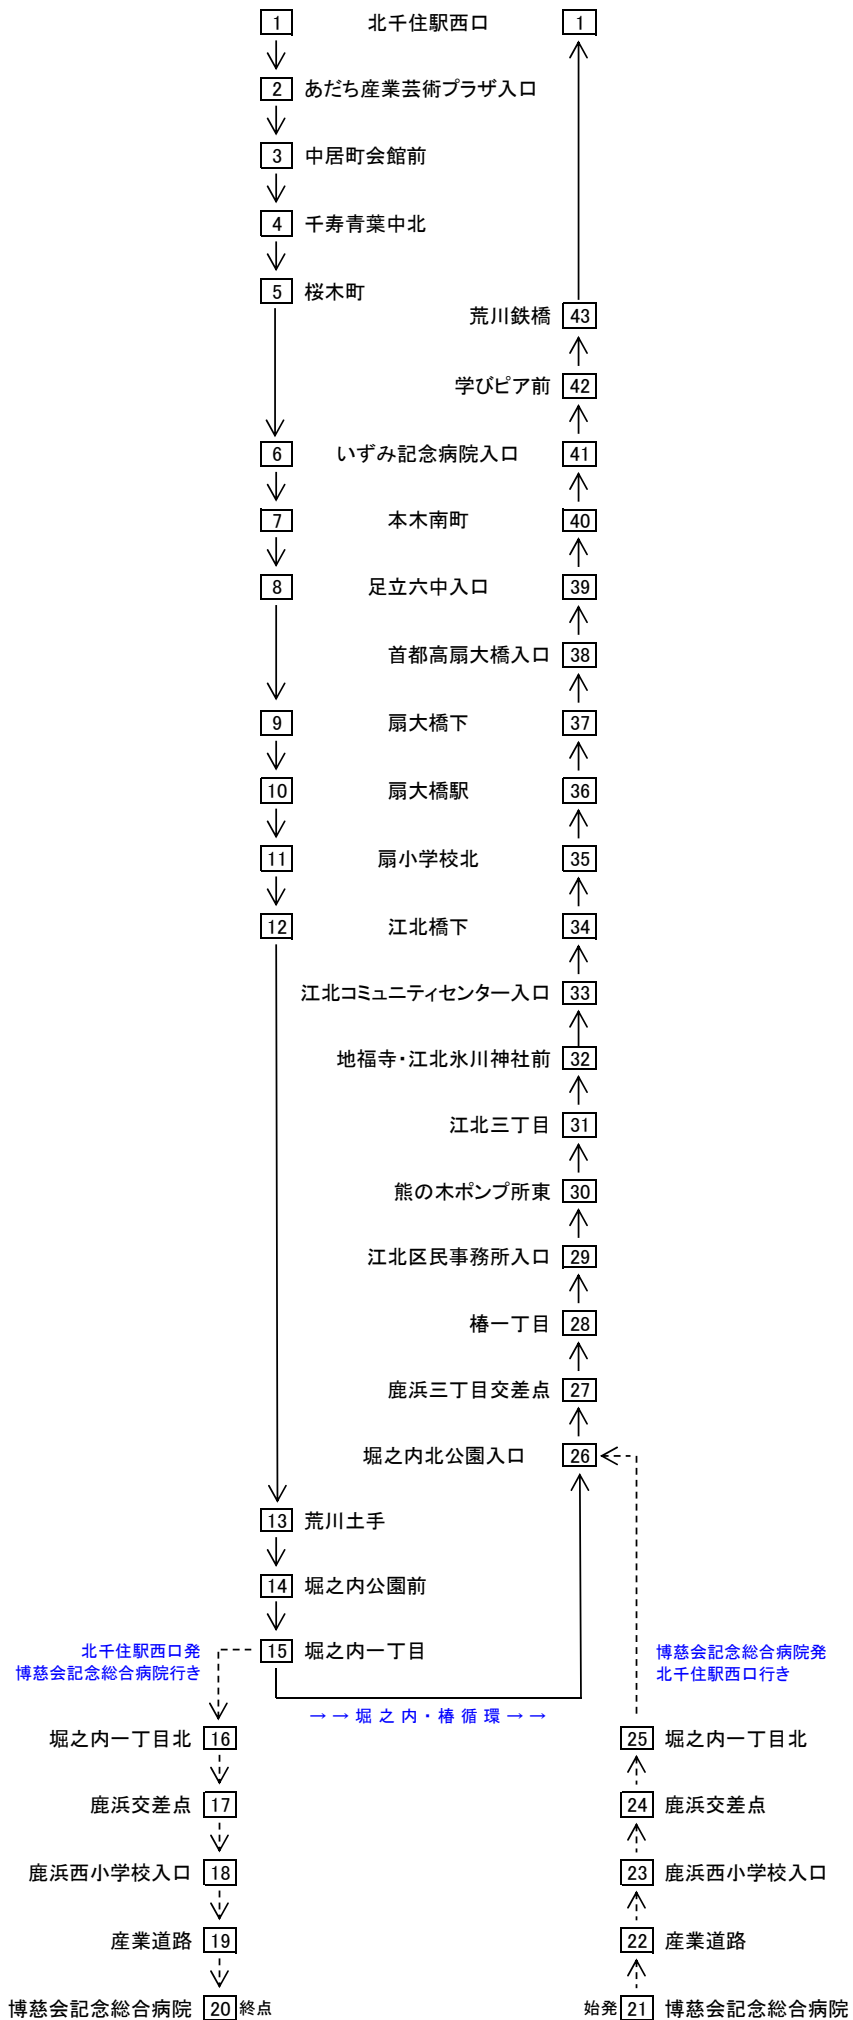 1 北千住駅西口 1
2 あだち産業芸術プラザ入口
3 中居町会館前
4 千寿青葉中北
5 桜木町
荒川鉄橋 43
学びピア前 42
6 いずみ記念病院入口 41
7 本木南町 40
8 足立六中入口 39
首都高扇大橋入口 38
9 扇大橋下 37
10 扇大橋駅 36
11 扇小学校北 35
12 江北橋下 34
江北コミュニティセンター入口 33
地福寺・江北氷川神社前 32
江北三丁目 31
熊の木ポンプ所東 30
江北区民事務所入口 29
椿一丁目 28
鹿浜三丁目交差点 27
堀之内北公園入口 26
13 荒川土手
14 堀之内公園前
15 堀之内一丁目
北千住駅西口発
博慈会記念総合病院行き
博慈会記念総合病院発
北千住駅西口行き
→→堀之内・椿循環→→
堀之内一丁目北 16
25 堀之内一丁目北
鹿浜交差点 17
24 鹿浜交差点
鹿浜西小学校入口 18
23 鹿浜西小学校入口
産業道路 19
22 産業道路
博慈会記念総合病院 20 終点
始発 21 博慈会記念総合病院